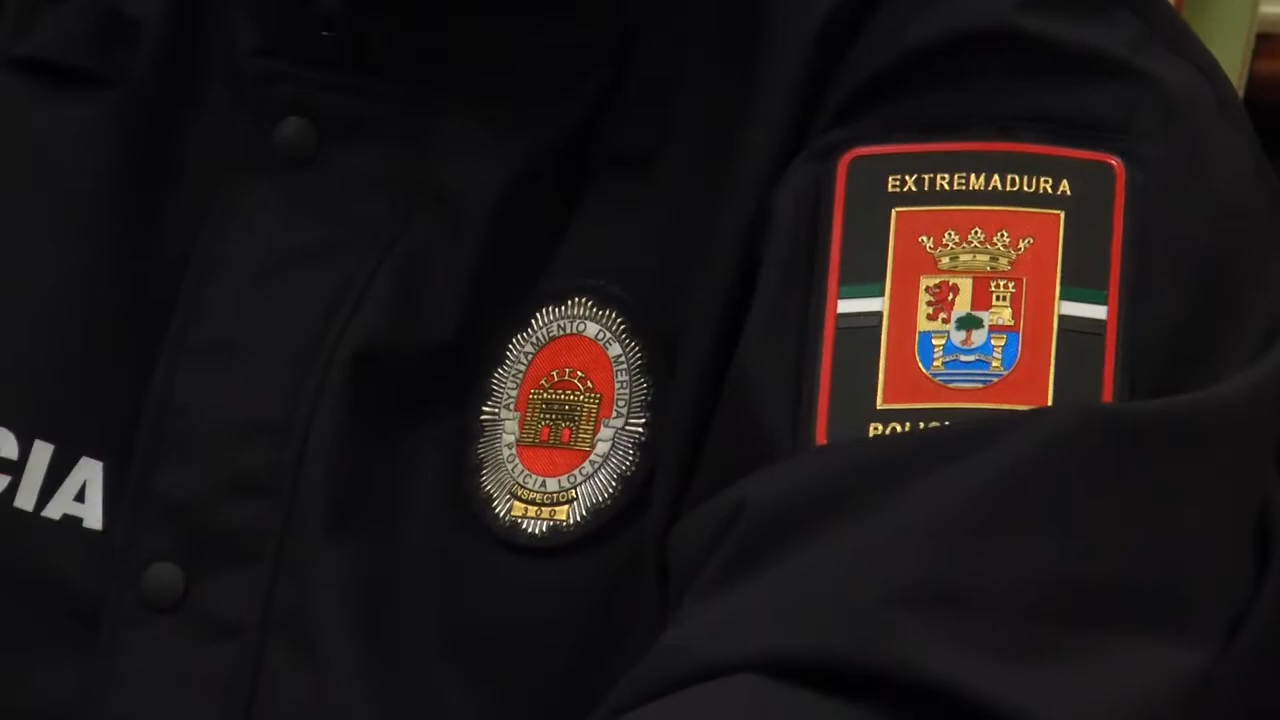 CIA
AYUNTAMIENTO DE MERIDA
POLICIA LOCAL
INSPECTOR
300
EXTREMADURA